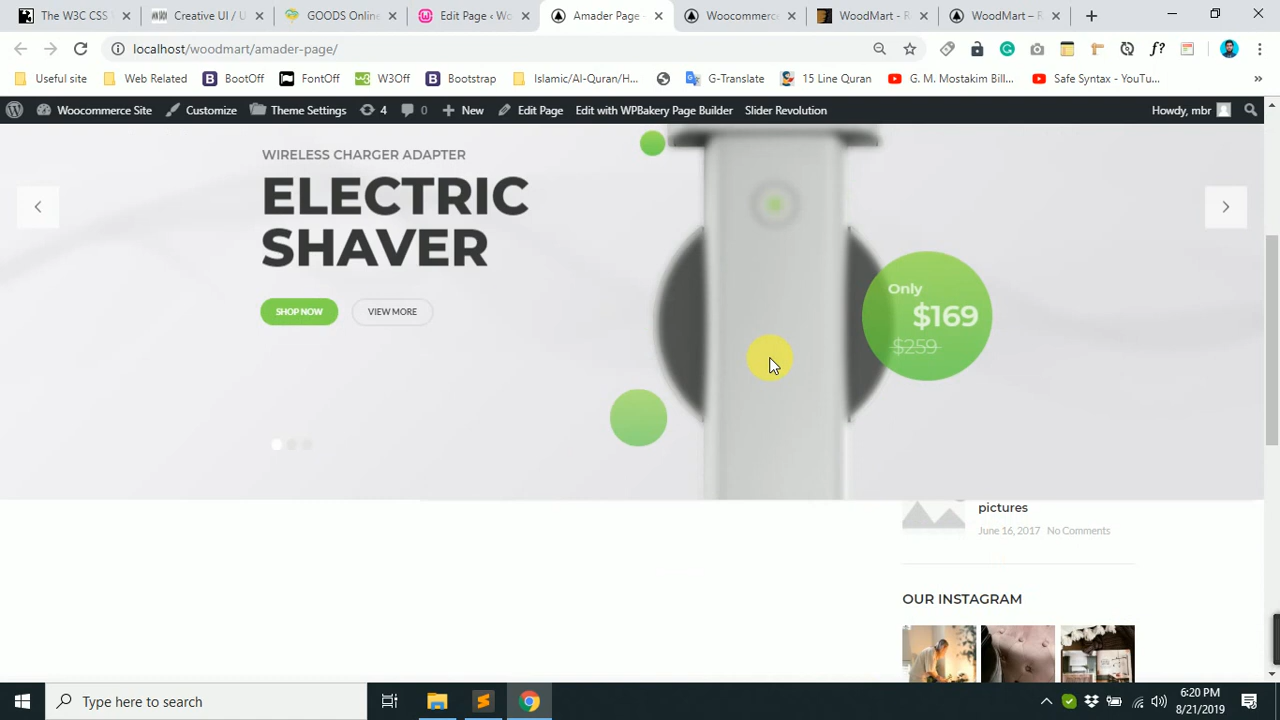 The W3C CSS
Creative UI / U
GOODS Onlin
Edit Page ‹ Wo
Amader Page -
Woocommerc
WoodMart - R
WoodMart – R
localhost/woodmart/amader-page/
Useful site
Web Related
BootOff
FontOff
W3Off
Bootstrap
Islamic/Al-Quran/H...
G-Translate
15 Line Quran
G. M. Mostakim Bill...
Safe Syntax - YouTu...
»
Woocommerce Site
Customize
Theme Settings
4
0
New
Edit Page
Edit with WPBakery Page Builder
Slider Revolution
Howdy, mbr
WIRELESS CHARGER ADAPTER
ELECTRIC
SHAVER
SHOP NOW
VIEW MORE
Only
$169
$259
pictures
June 16, 2017 No Comments
OUR INSTAGRAM
Type here to search
6:20 PM
8/21/2019